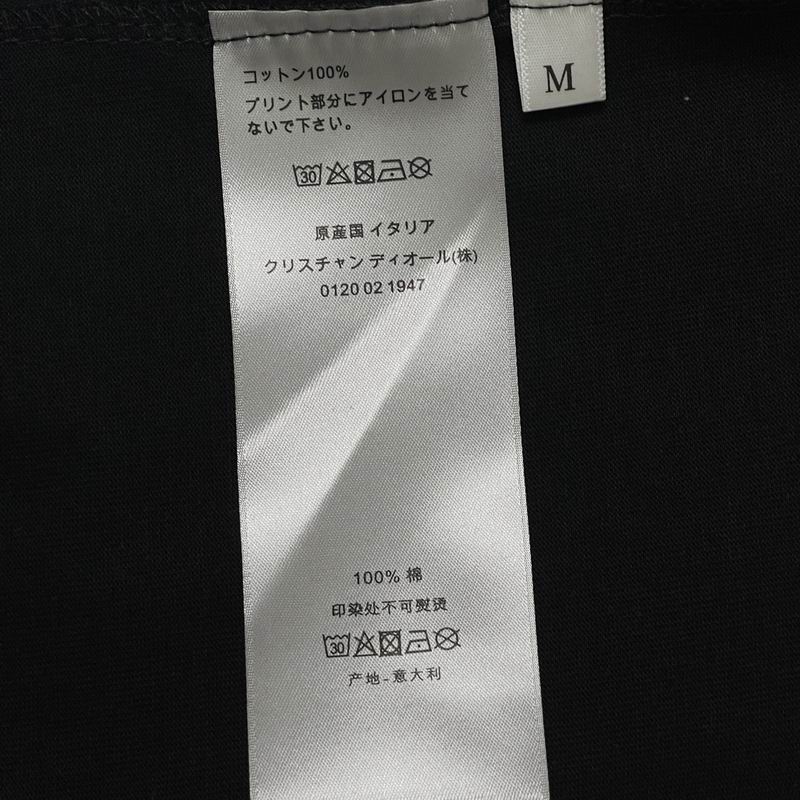 M
コットン100%
プリント部分にアイロンを当て
ないで下さい。
30
原産国 イタリア
クリスチャン ディオール(株)
0120 02 1947
100% 棉
印染处不可熨烫
30
产地-意大利